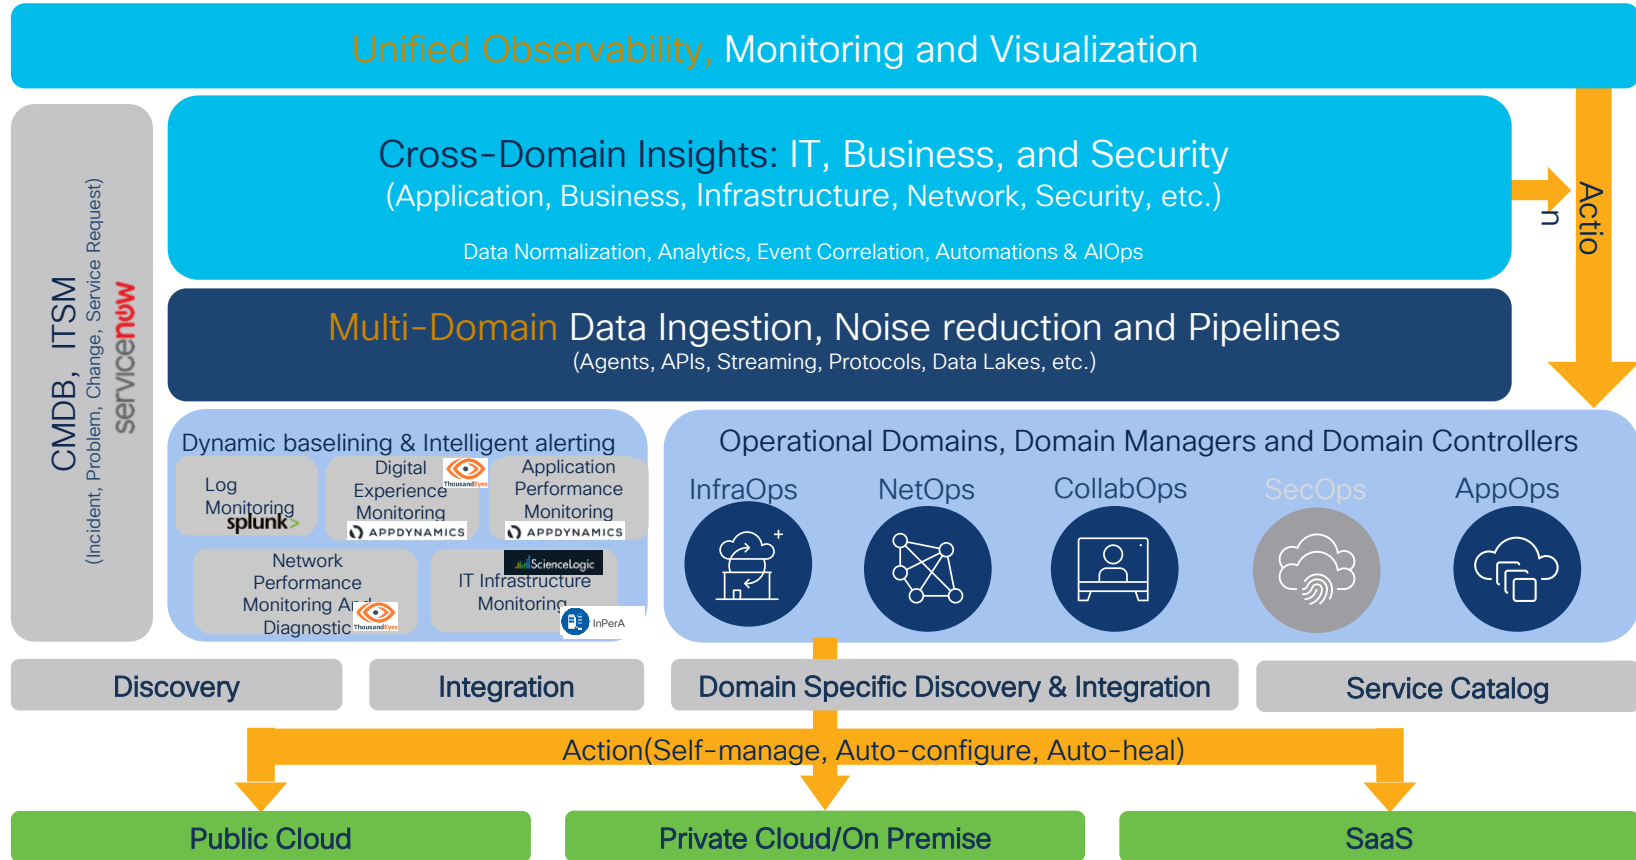 Unified Observability, Monitoring and Visualization
Cross-Domain Insights: IT, Business, and Security
(Application, Business, Infrastructure, Network, Security, etc.)
Data Normalization, Analytics, Event Correlation, Automations & AIOps
Actio
n
CMDB, ITSM
(Incident, Problem, Change, Service Request)
servicenow
Multi-Domain Data Ingestion, Noise reduction and Pipelines
(Agents, APIs, Streaming, Protocols, Data Lakes, etc.)
Dynamic baselining & Intelligent alerting
Log
Monitoring
splunk>
Digital
Experience
Monitoring
ThousandEyes
APPDYNAMICS
Application
Performance
Monitoring
APPDYNAMICS
Network
Performance
Monitoring And
Diagnostic
ThousandEyes
ScienceLogic
IT Infrastructure
Monitoring
InPerA
Operational Domains, Domain Managers and Domain Controllers
InfraOps
NetOps
CollabOps
SecOps
AppOps
Discovery
Integration
Domain Specific Discovery & Integration
Service Catalog
Action(Self-manage, Auto-configure, Auto-heal)
Public Cloud
Private Cloud/On Premise
SaaS